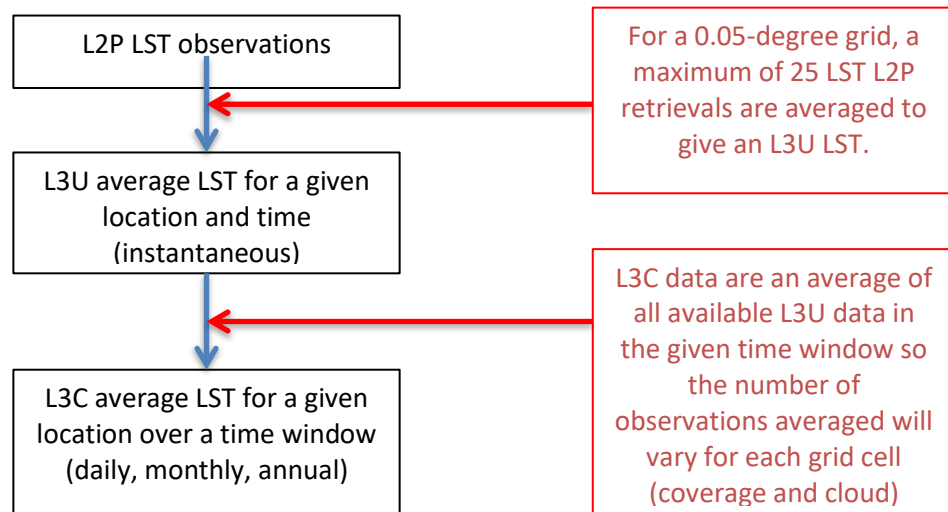 L2P LST observations
For a 0.05-degree grid, a
maximum of 25 LST L2P
retrievals are averaged to
give an L3U LST.
L3U average LST for a given
location and time
(instantaneous)
L3C data are an average of
all available L3U data in
the given time window so
the number of
observations averaged will
vary for each grid cell
(coverage and cloud)
L3C average LST for a given
location over a time window
(daily, monthly, annual)